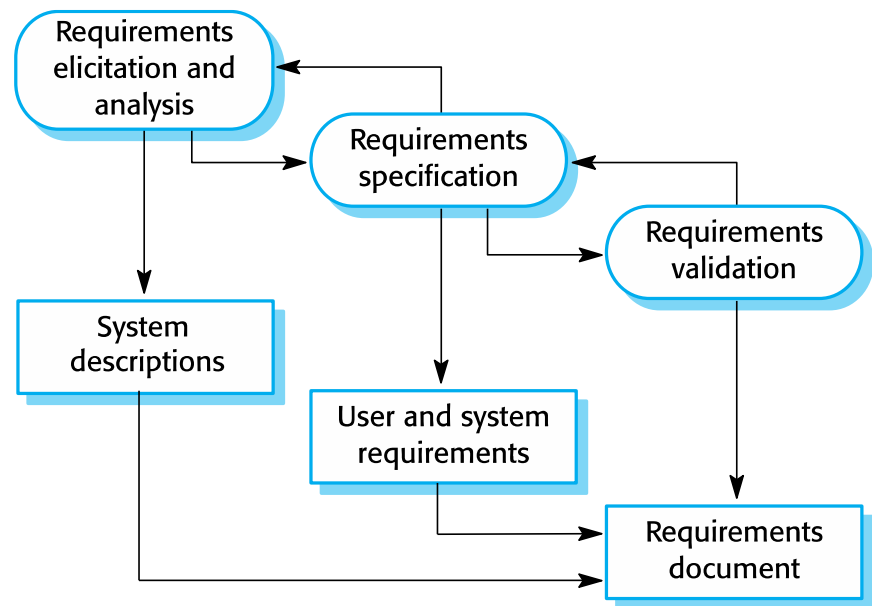 Requirements
elicitation and
analysis
Requirements
specification
Requirements
validation
System
descriptions
User and system
requirements
Requirements
document